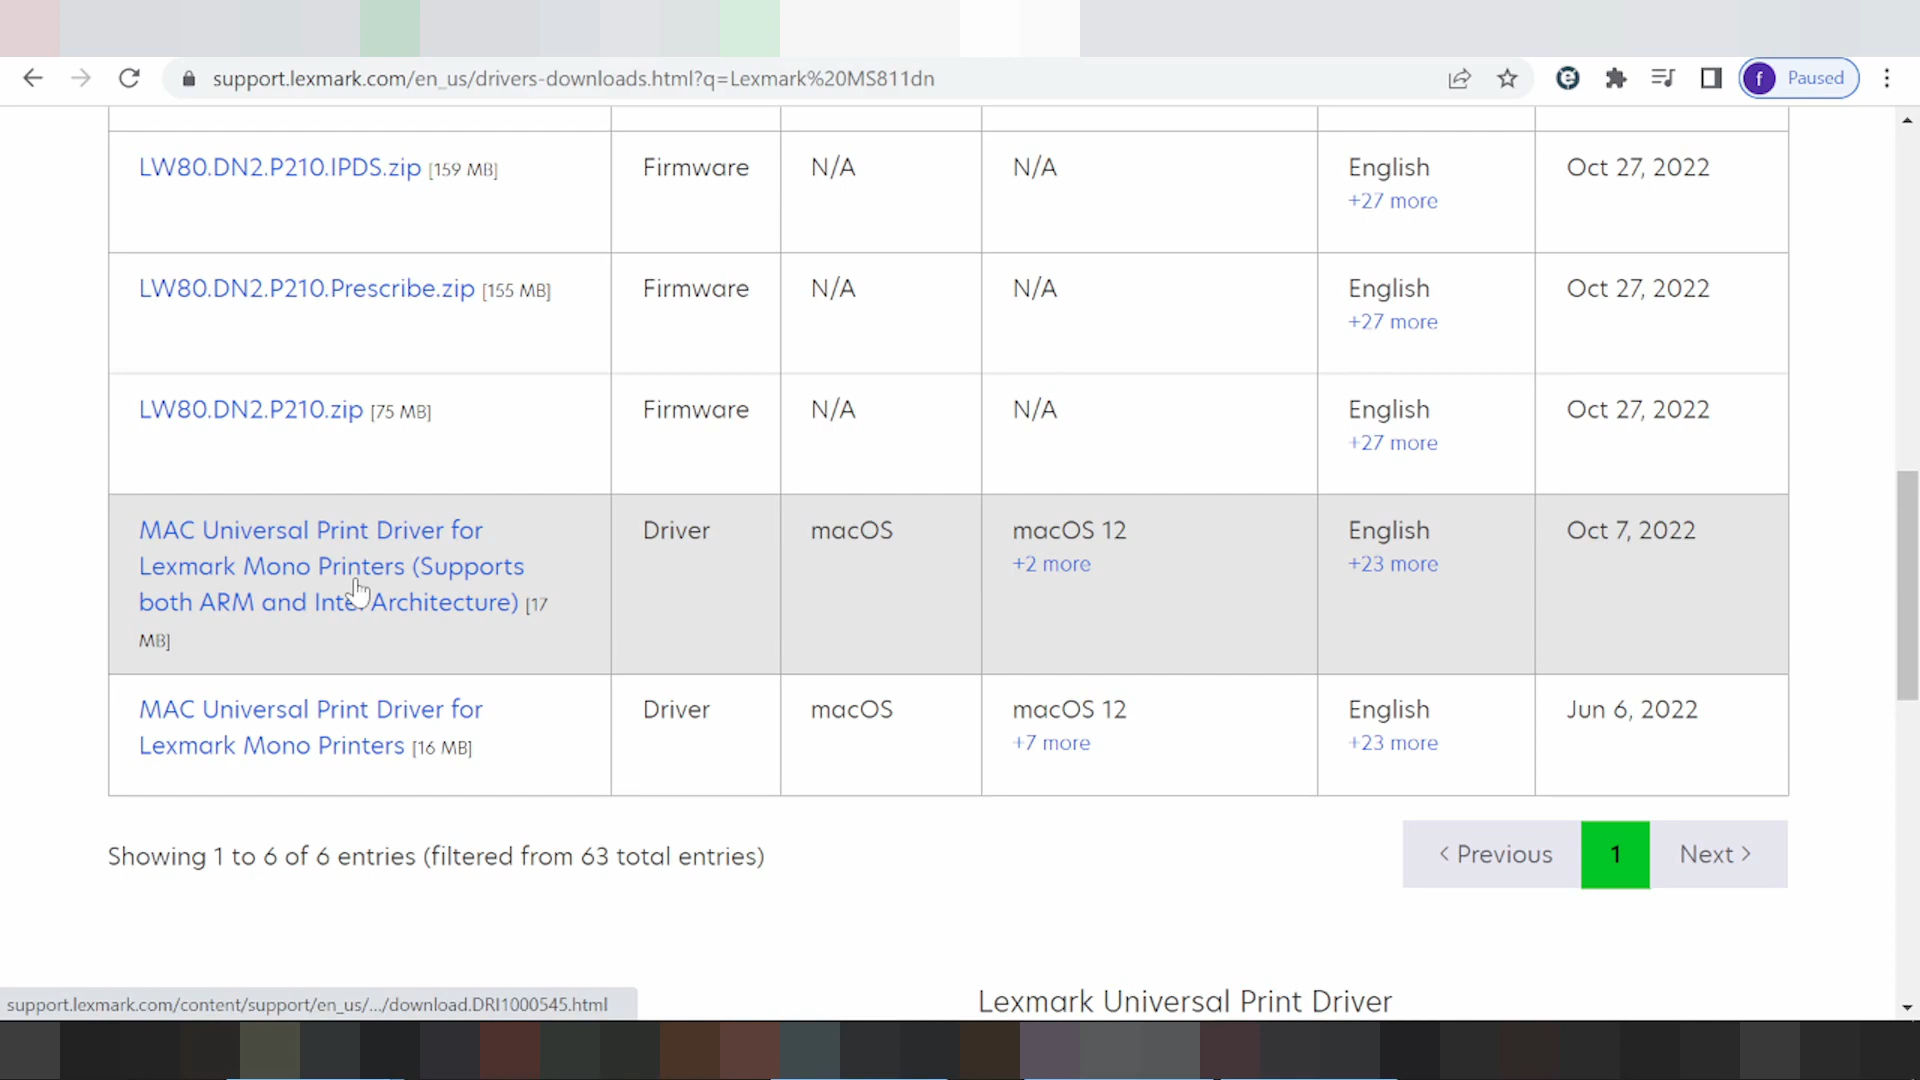 support.lexmark.com/en_us/drivers-downloads.html?q=Lexmark%20MS811dn
f Paused
LW80.DN2.P210.IPDS.zip [159 MB] Firmware N/A N/A English Oct 27, 2022
+27 more
LW80.DN2.P210.Prescribe.zip [155 MB] Firmware N/A N/A English Oct 27, 2022
+27 more
LW80.DN2.P210.zip [75 MB] Firmware N/A N/A English Oct 27, 2022
+27 more
MAC Universal Print Driver for Driver macOS macOS 12 English Oct 7, 2022
Lexmark Mono Printers (Supports +2 more +23 more
both ARM and Intel Architecture) [17
MB]
MAC Universal Print Driver for Driver macOS macOS 12 English Jun 6, 2022
Lexmark Mono Printers [16 MB] +7 more +23 more
Showing 1 to 6 of 6 entries (filtered from 63 total entries) Previous 1 Next
support.lexmark.com/content/support/en_us/.../download.DRI1000545.html
Lexmark Universal Print Driver